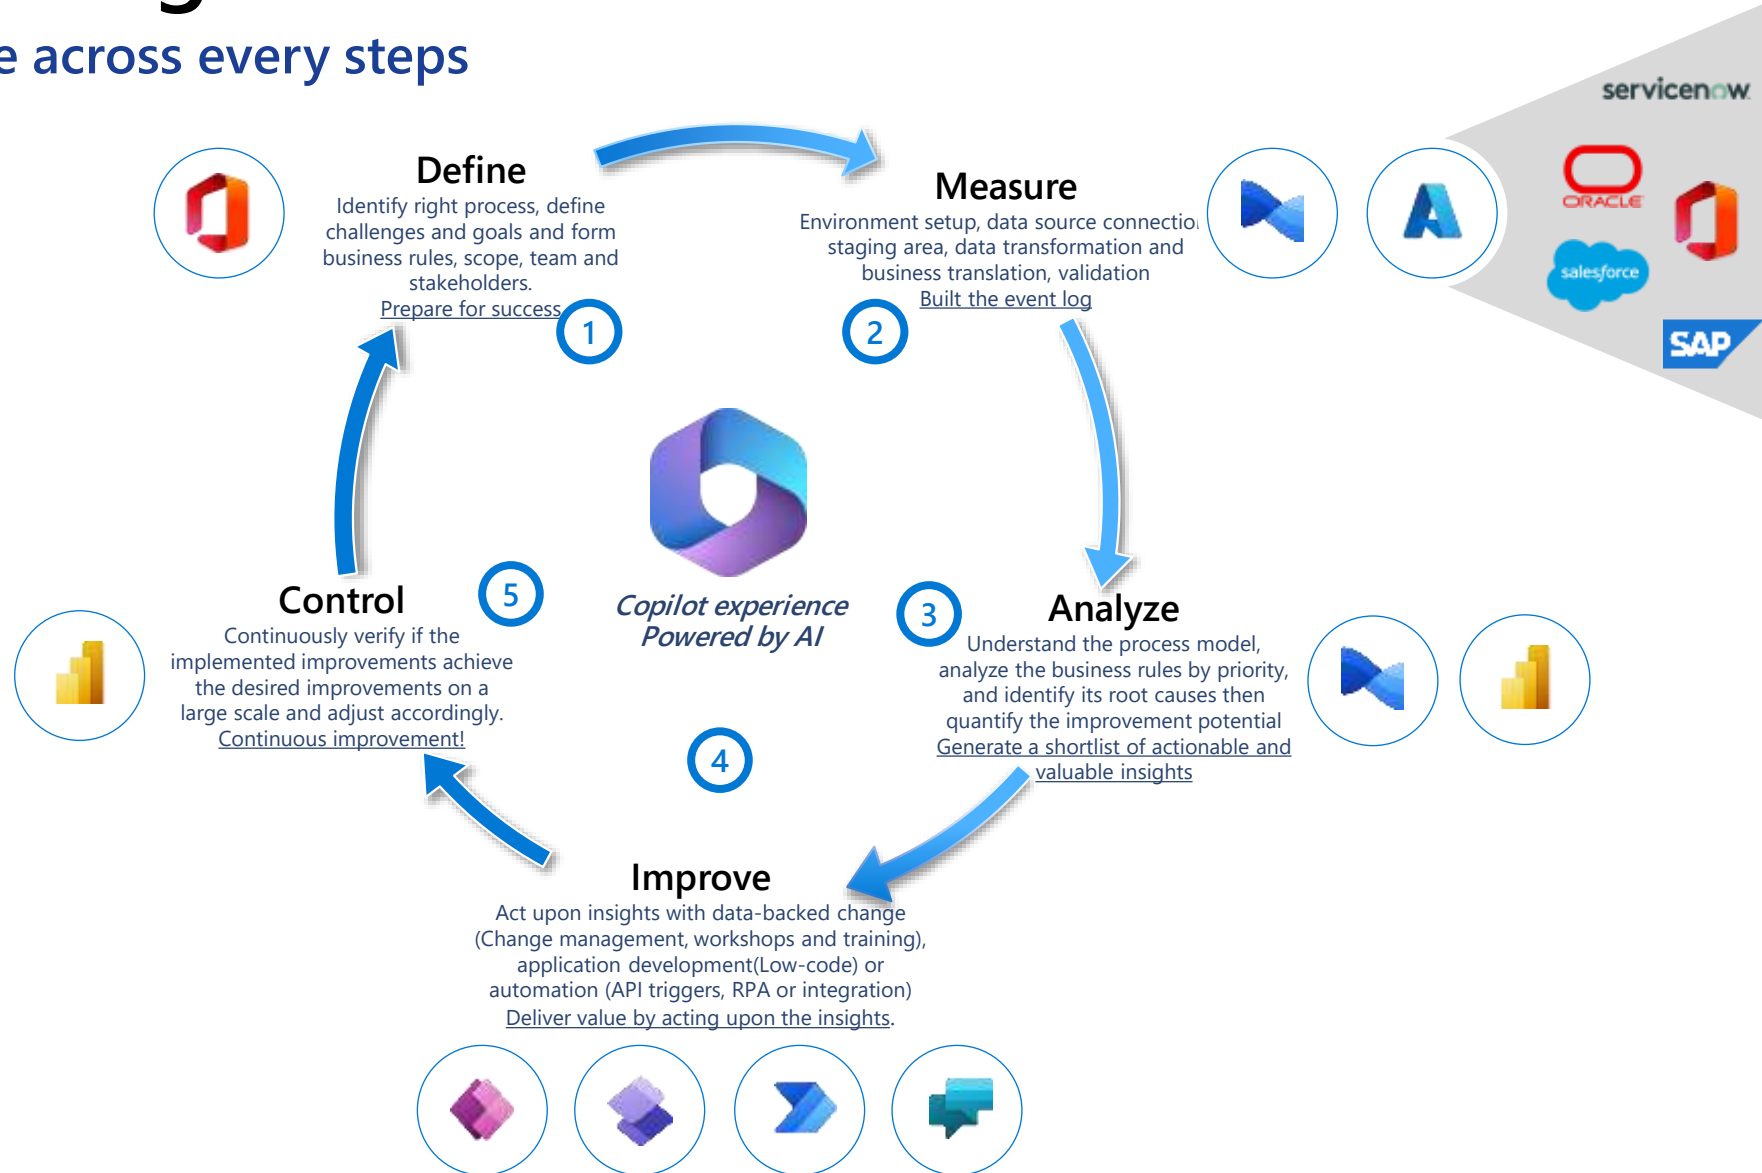 e across every steps
servicenow
ORACLE
salesforce
SAP
Define
Identify right process, define
challenges and goals and form
business rules, scope, team and
stakeholders.
Prepare for success
1
Measure
Environment setup, data source connection
staging area, data transformation and
business translation, validation
Built the event log
2
Copilot experience
Powered by AI
3
Analyze
Understand the process model,
analyze the business rules by priority,
and identify its root causes then
quantify the improvement potential
Generate a shortlist of actionable and
valuable insights
4
Improve
Act upon insights with data-backed change
(Change management, workshops and training),
application development(Low-code) or
automation (API triggers, RPA or integration)
Deliver value by acting upon the insights.
5
Control
Continuously verify if the
implemented improvements achieve
the desired improvements on a
large scale and adjust accordingly.
Continuous improvement!